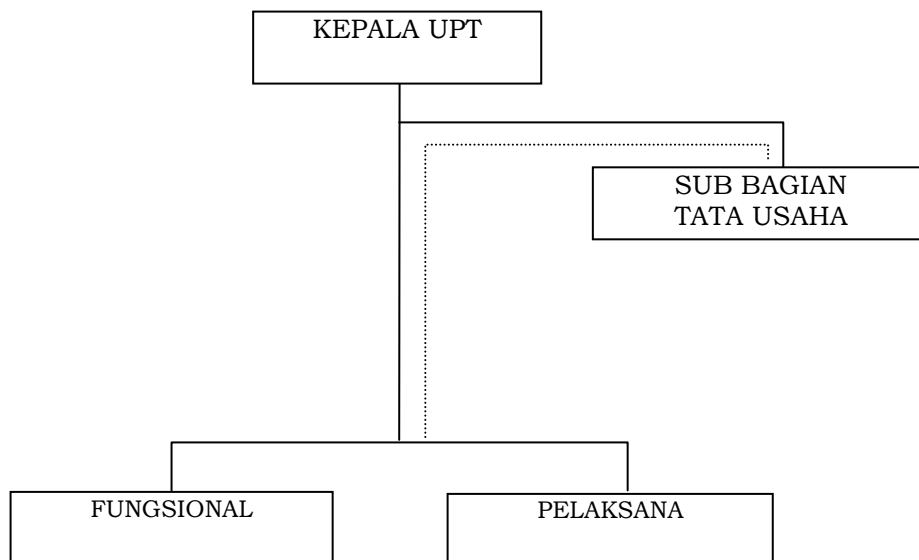 KEPALA UPT
SUB BAGIAN
TATA USAHA
FUNGSIONAL
PELAKSANA